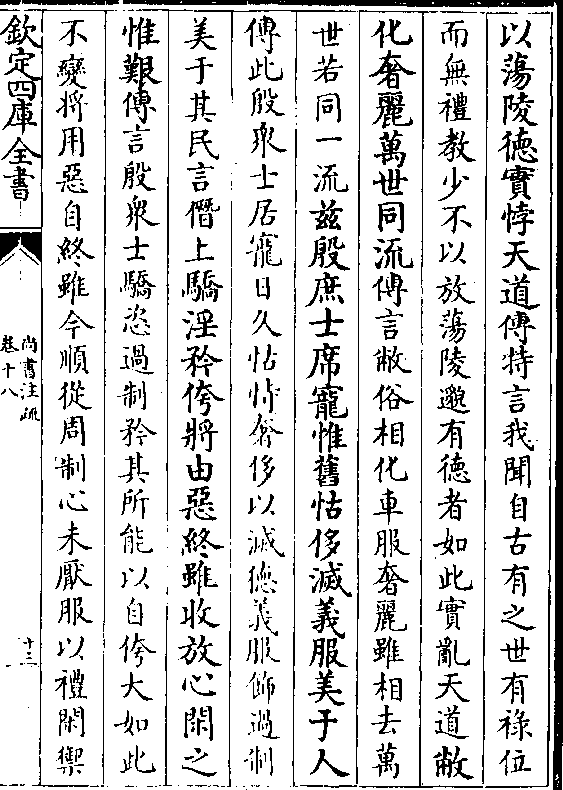 以蕩陵徳實悖天道傳特言我聞自古有之世有祿位
而無禮教少不以放蕩陵邈有德者如此實亂天道敝
化奢麗萬世同流傳言敝俗相化車服奢麗雖相去萬
世若同一流茲殷庶士席寵惟舊怙侈滅義服美于人
傳此殷衆士居寵日久怙恃奢侈以滅德義服飾過制
美于其民言僭上驕淫矜侉將由惡終雖收放心閑之
惟艱傳言殷衆士驕恣過制矜其所能以自侉大如此
不變將用惡自終雖今順從周制心未厭服以禮閑禦
欽定四庫全書
尚書注疏
卷十八
十三